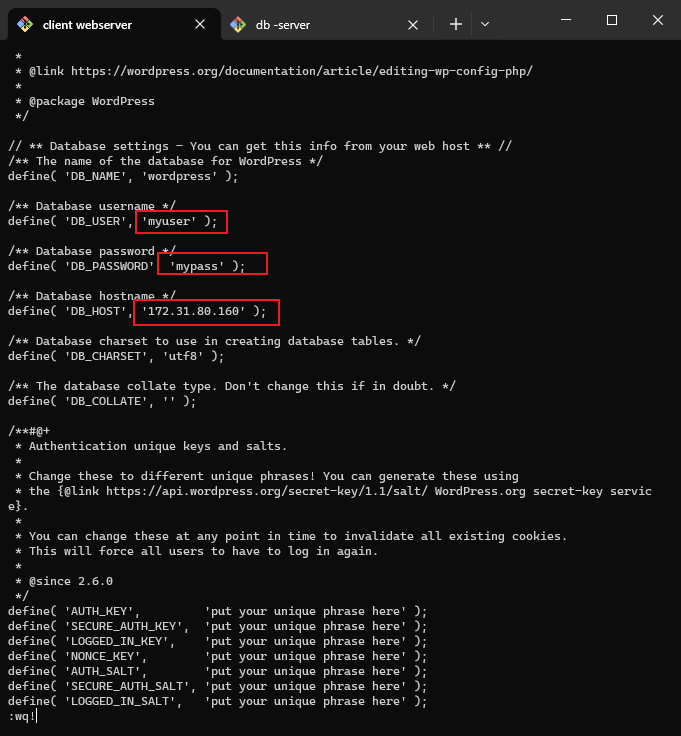 client webserver
db -server
 *
 * @link https://wordpress.org/documentation/article/editing-wp-config-php/
 *
 * @package WordPress
 */
// ** Database settings - You can get this info from your web host ** //
/** The name of the database for WordPress */
define( 'DB_NAME', 'wordpress' );
/** Database username */
define( 'DB_USER', 'myuser' );
/** Database password */
define( 'DB_PASSWORD' 'mypass' );
/** Database hostname */
define( 'DB_HOST', '172.31.80.160' );
/** Database charset to use in creating database tables. */
define( 'DB_CHARSET', 'utf8' );
/** The database collate type. Don't change this if in doubt. */
define( 'DB_COLLATE', '' );
/**#@+
 * Authentication unique keys and salts.
 *
 * Change these to different unique phrases! You can generate these using
 * the {@link https://api.wordpress.org/secret-key/1.1/salt/ WordPress.org secret-key servic
e}.
 *
 * You can change these at any point in time to invalidate all existing cookies.
 * This will force all users to have to log in again.
 *
 * @since 2.6.0
 */
define( 'AUTH_KEY',         'put your unique phrase here' );
define( 'SECURE_AUTH_KEY',  'put your unique phrase here' );
define( 'LOGGED_IN_KEY',    'put your unique phrase here' );
define( 'NONCE_KEY',        'put your unique phrase here' );
define( 'AUTH_SALT',        'put your unique phrase here' );
define( 'SECURE_AUTH_SALT', 'put your unique phrase here' );
define( 'LOGGED_IN_SALT',   'put your unique phrase here' );
:wq!